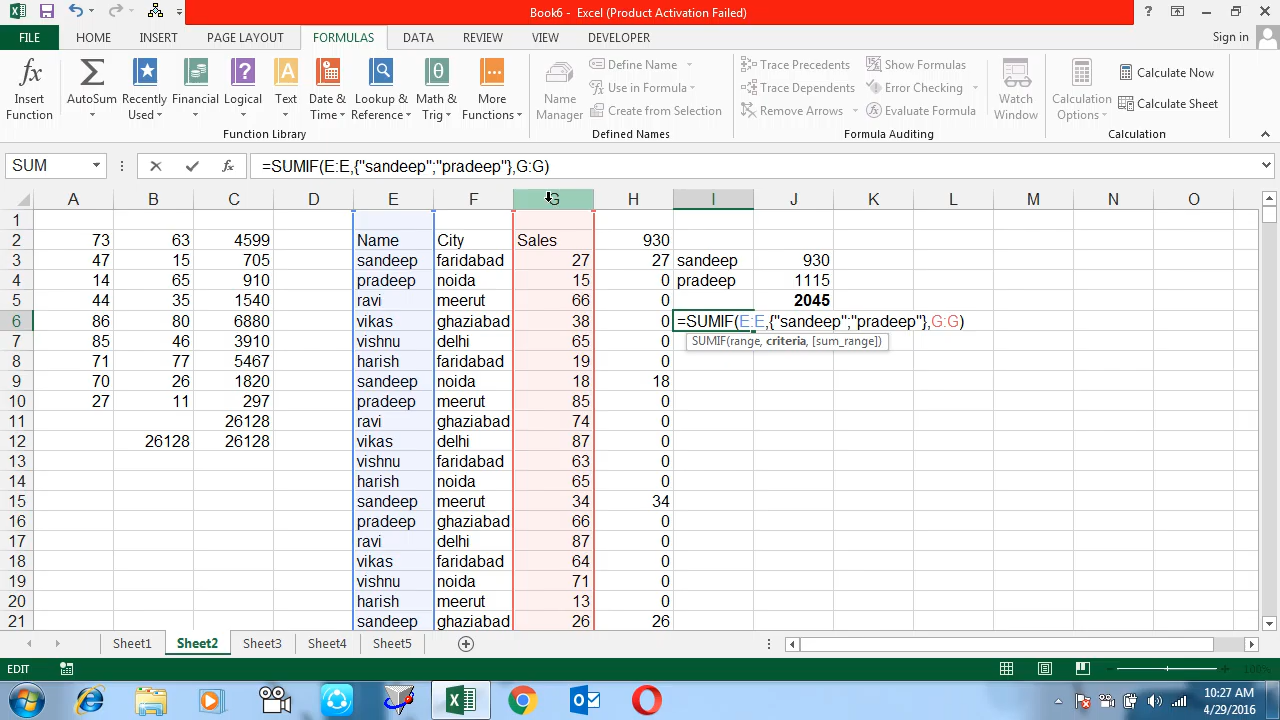 Book6 - Excel (Product Activation Failed)
FILE HOME INSERT PAGE LAYOUT FORMULAS DATA REVIEW VIEW DEVELOPER Sign in
Insert Function AutoSum Recently Used Financial Logical Text Date & Time Lookup & Reference Math & Trig More Functions
Function Library
Name Manager
Define Name
Use in Formula
Create from Selection
Defined Names
Trace Precedents
Trace Dependents
Remove Arrows
Show Formulas
Error Checking
Evaluate Formula
Formula Auditing
Watch Window
Calculation Options
Calculate Now
Calculate Sheet
Calculation
SUM =SUMIF(E:E,{"sandeep";"pradeep"},G:G)
A B C D E F G H I J K L M N O
1
2 73 63 4599 Name City Sales 930
3 47 15 705 sandeep faridabad 27 27 sandeep 930
4 14 65 910 pradeep noida 15 0 pradeep 1115
5 44 35 1540 ravi meerut 66 0 2045
6 86 80 6880 vikas ghaziabad 38 0 =SUMIF(E:E,{"sandeep";"pradeep"},G:G)
SUMIF(range, criteria, [sum_range])
7 85 46 3910 vishnu delhi 65 0
8 71 77 5467 harish faridabad 19 0
9 70 26 1820 sandeep noida 18 18
10 27 11 297 pradeep meerut 85 0
11 26128 ravi ghaziabad 74 0
12 26128 26128 vikas delhi 87 0
13 vishnu faridabad 63 0
14 harish noida 65 0
15 sandeep meerut 34 34
16 pradeep ghaziabad 66 0
17 ravi delhi 87 0
18 vikas faridabad 64 0
19 vishnu noida 71 0
20 harish meerut 13 0
21 sandeep ghaziabad 26 26
Sheet1 Sheet2 Sheet3 Sheet4 Sheet5
EDIT
10:27 AM
4/29/2016